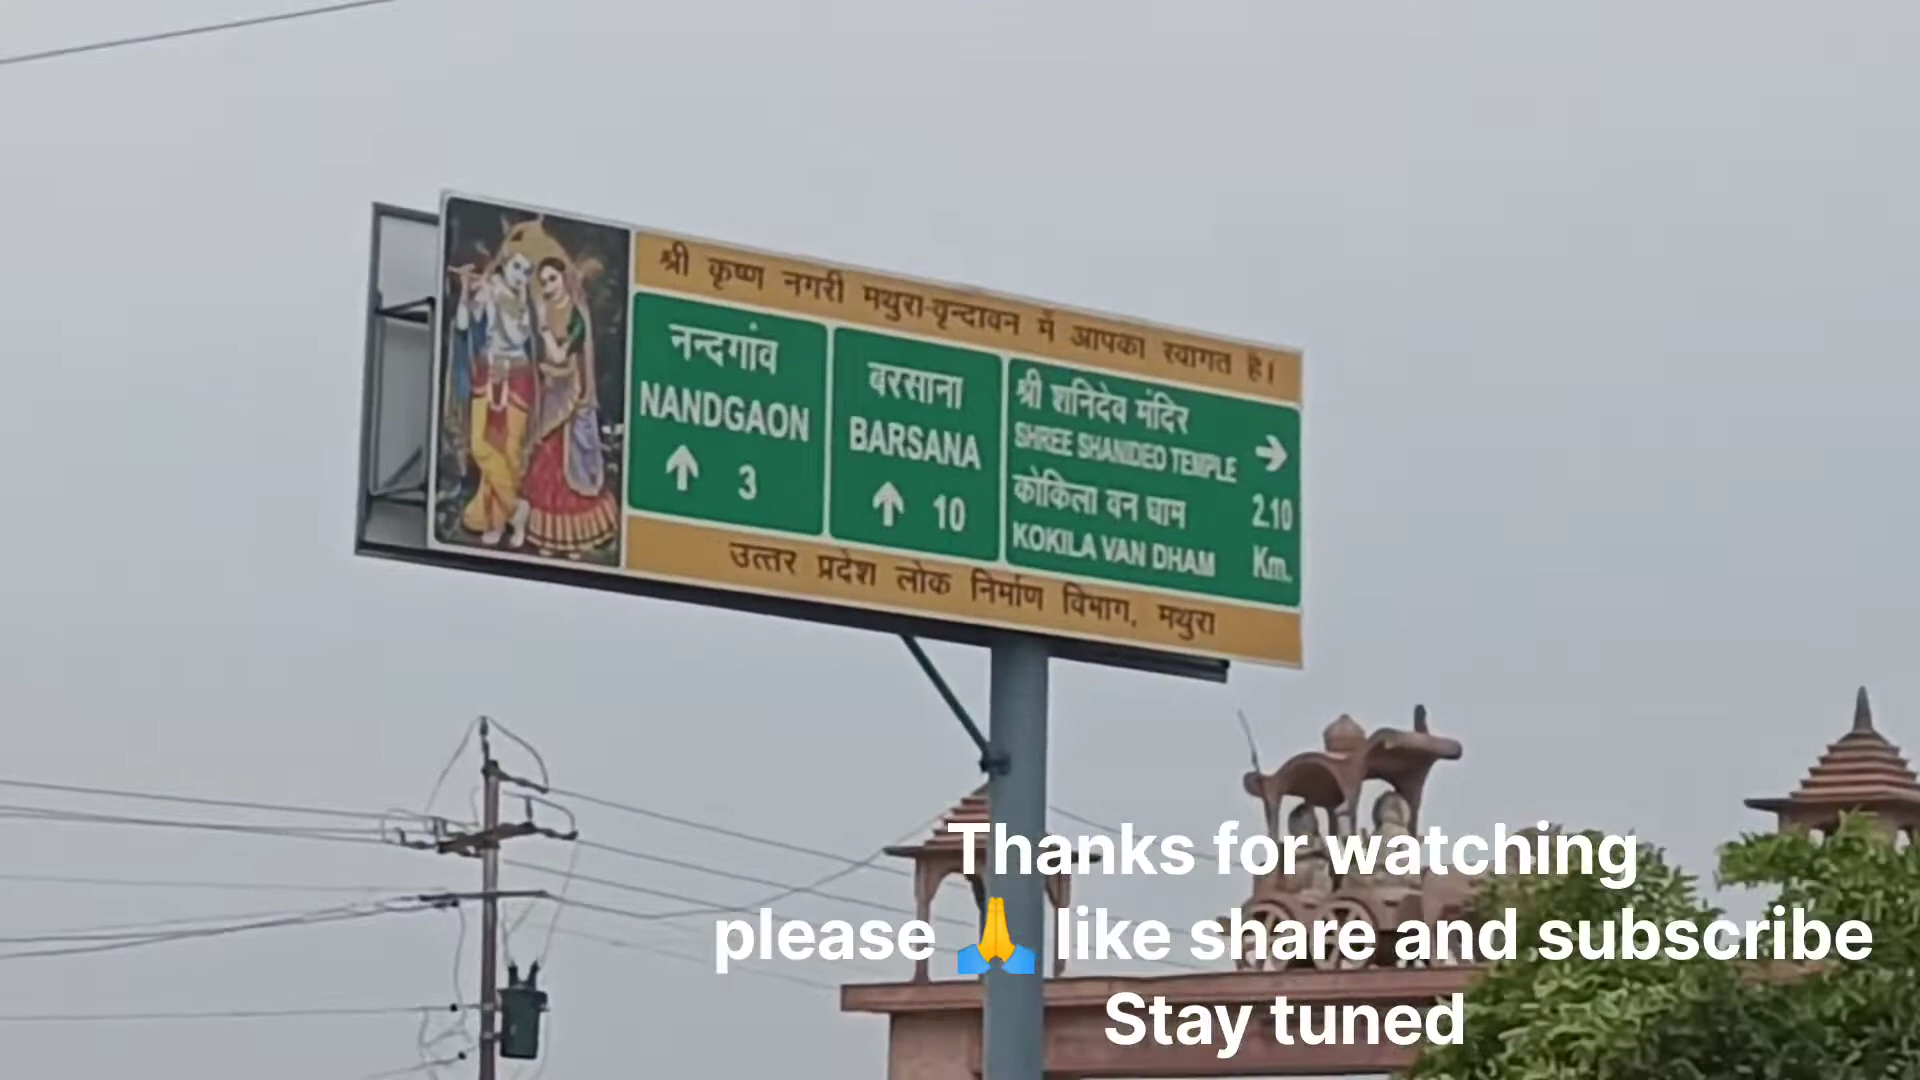 श्री कृष्ण नगरी मथुरा-वृन्दावन में आपका स्वागत है।
नन्दगांव
NANDGAON
↑ 3
बरसाना
BARSANA
↑ 10
श्री शनिदेव मंदिर
SHREE SHANIDEO TEMPLE →
कोकिला वन धाम 2.10
KOKILA VAN DHAM Km.
उत्तर प्रदेश लोक निर्माण विभाग, मथुरा
Thanks for watching
please 🙏 like share and subscribe
Stay tuned